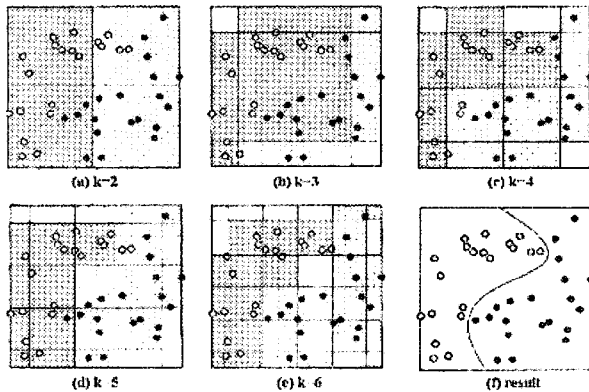 (a) k=2
(b) k=3
(c) k=4
(d) k=5
(e) k=6
(f) result